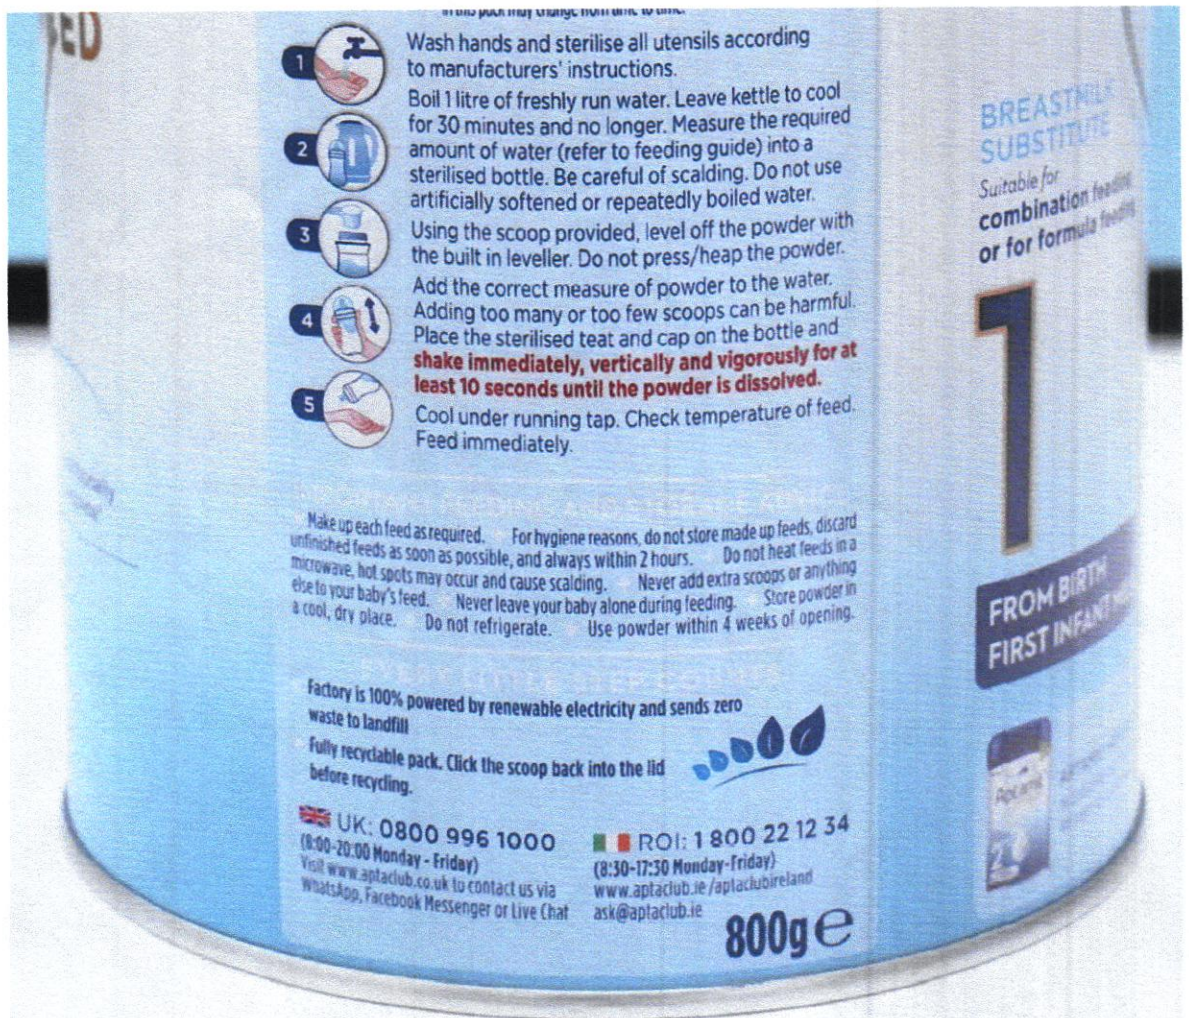 1
Wash hands and sterilise all utensils according
to manufacturers' instructions.
2
Boil 1 litre of freshly run water. Leave kettle to cool
for 30 minutes and no longer. Measure the required
amount of water (refer to feeding guide) into a
sterilised bottle. Be careful of scalding. Do not use
artificially softened or repeatedly boiled water.
3
Using the scoop provided, level off the powder with
the built in leveller. Do not press/heap the powder.
4
Add the correct measure of powder to the water.
Adding too many or too few scoops can be harmful.
Place the sterilised teat and cap on the bottle and
shake immediately, vertically and vigorously for at
least 10 seconds until the powder is dissolved.
5
Cool under running tap. Check temperature of feed.
Feed immediately.
Make up each feed as required. For hygiene reasons, do not store made up feeds, discard
unfinished feeds as soon as possible, and always within 2 hours. Do not heat feeds in a
microwave, hot spots may occur and cause scalding. Never add extra scoops or anything
else to your baby's feed. Never leave your baby alone during feeding. Store powder in
a cool, dry place. Do not refrigerate. Use powder within 4 weeks of opening.
Factory is 100% powered by renewable electricity and sends zero
waste to landfill
Fully recyclable pack. Click the scoop back into the lid
before recycling.
UK: 0800 996 1000
(8:00-20:00 Monday - Friday)
Visit www.aptaclub.co.uk to contact us via
WhatsApp, Facebook Messenger or Live Chat
ROI: 1 800 22 12 34
(8:30-17:30 Monday-Friday)
www.aptaclub.ie/aptaclubireland
ask@aptaclub.ie
800g e
BREASTMILK
SUBSTITUTE
Suitable for
combination feeding
or for formula feeding
1
FROM BIRTH
FIRST INFANT
Aptamil
2